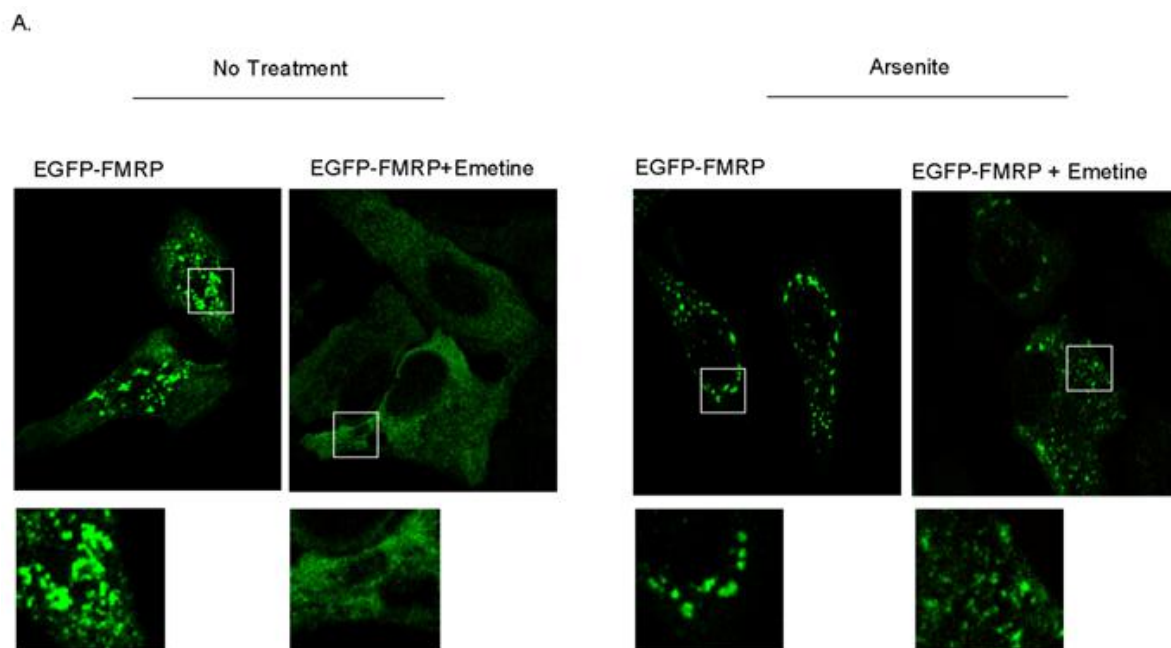 A.
No Treatment
Arsenite
EGFP-FMRP
EGFP-FMRP+Emetine
EGFP-FMRP
EGFP-FMRP + Emetine